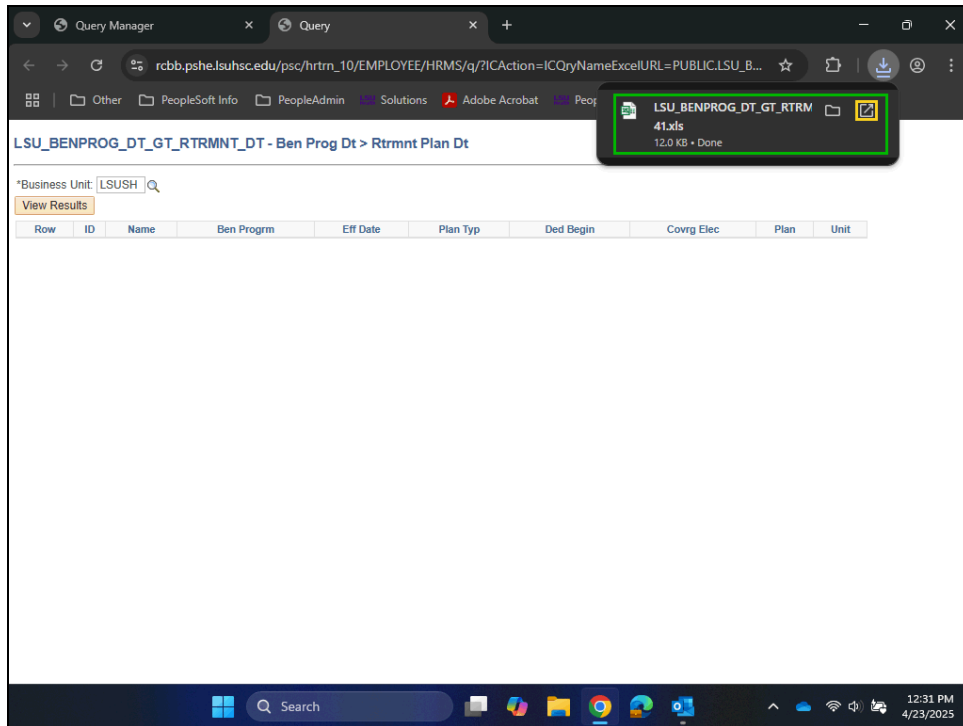 Query Manager
Query
rcbb.pshe.lsuhsc.edu/psc/hrtrn_10/EMPLOYEE/HRMS/q/?ICAction=ICQryNameExcelURL=PUBLIC.LSU_B...
Other PeopleSoft Info PeopleAdmin LSU Solutions Adobe Acrobat LSU Peop
LSU_BENPROG_DT_GT_RTRM
41.xls
12.0 KB • Done
LSU_BENPROG_DT_GT_RTRMNT_DT - Ben Prog Dt > Rtrmnt Plan Dt
*Business Unit: LSUSH
View Results
Row ID Name Ben Progrm Eff Date Plan Typ Ded Begin Covrg Elec Plan Unit
Search
12:31 PM
4/23/2025